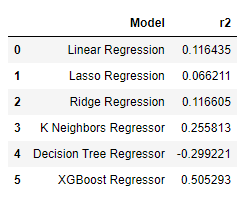 Model r2
0 Linear Regression 0.116435
1 Lasso Regression 0.066211
2 Ridge Regression 0.116605
3 K Neighbors Regressor 0.255813
4 Decision Tree Regressor -0.299221
5 XGBoost Regressor 0.505293